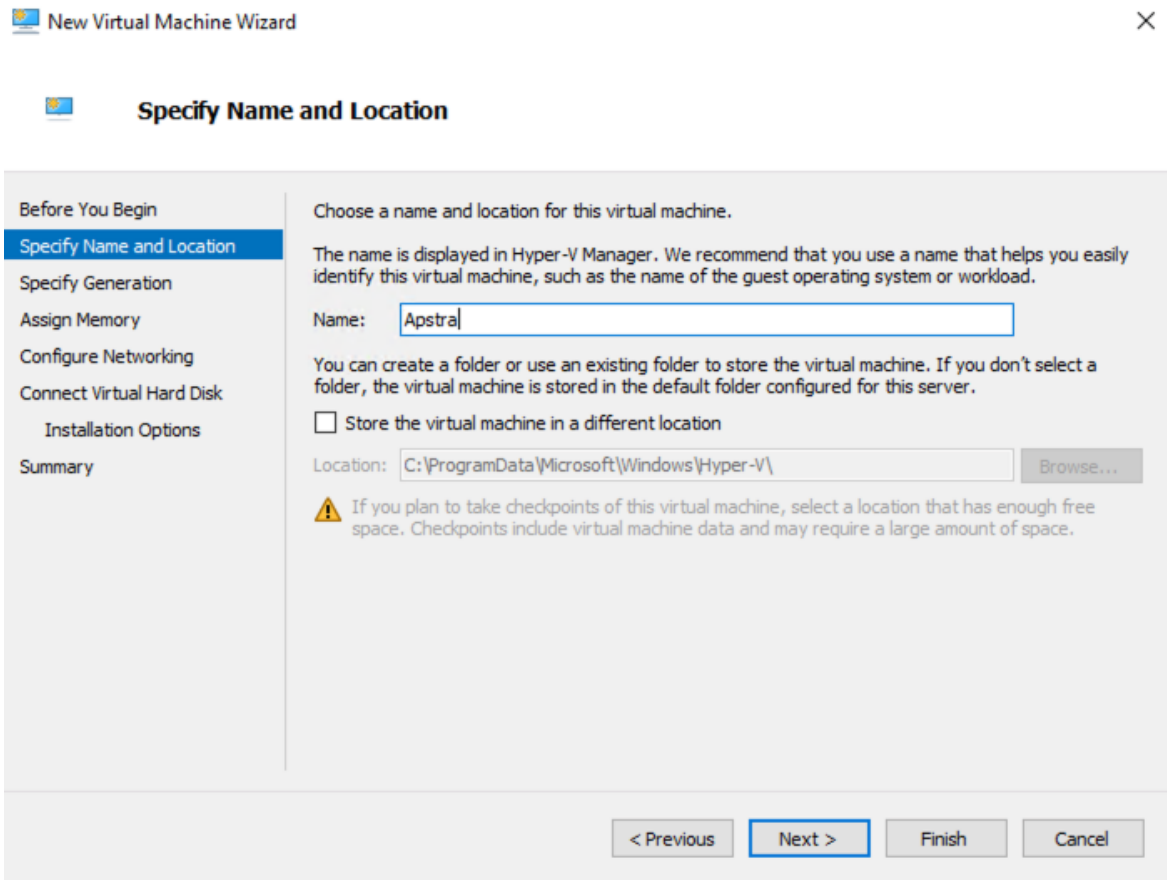 New Virtual Machine Wizard
Specify Name and Location
Before You Begin
Specify Name and Location
Specify Generation
Assign Memory
Configure Networking
Connect Virtual Hard Disk
Installation Options
Summary
Choose a name and location for this virtual machine.
The name is displayed in Hyper-V Manager. We recommend that you use a name that helps you easily
identify this virtual machine, such as the name of the guest operating system or workload.
Name: Apstra
You can create a folder or use an existing folder to store the virtual machine. If you don't select a
folder, the virtual machine is stored in the default folder configured for this server.
Store the virtual machine in a different location
Location: C:\ProgramData\Microsoft\Windows\Hyper-V\ Browse...
If you plan to take checkpoints of this virtual machine, select a location that has enough free
space. Checkpoints include virtual machine data and may require a large amount of space.
< Previous Next > Finish Cancel